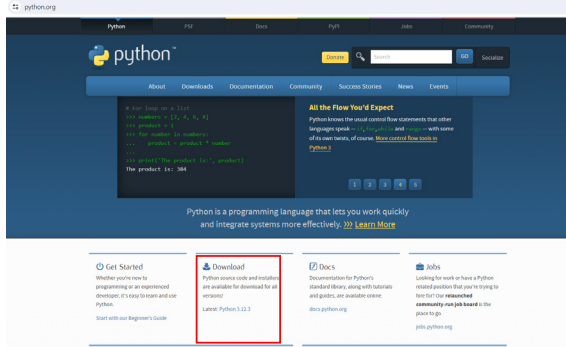 python.org
Python PSF Docs PyPI Jobs Community
python™
Donate Search GO Socialize
About Downloads Documentation Community Success Stories News Events
# For loop on a list
>>> numbers = [2, 4, 6, 8]
>>> product = 1
>>> for number in numbers:
... product = product * number
...
>>> print('The product is:', product)
The product is: 384
All the Flow You'd Expect
Python knows the usual control flow statements that other
languages speak — if, for, while and range — with some
of its own twists, of course. More control flow tools in
Python 3
1 2 3 4 5
Python is a programming language that lets you work quickly
and integrate systems more effectively. >>> Learn More
Get Started
Whether you're new to
programming or an experienced
developer, it's easy to learn and use
Python.
Start with our Beginner's Guide
Download
Python source code and installers
are available for download for all
versions!
Latest: Python 3.12.3
Docs
Documentation for Python's
standard library, along with tutorials
and guides, are available online.
docs.python.org
Jobs
Looking for work or have a Python
related position that you're trying to
hire for? Our relaunched
community-run job board is the
place to go.
jobs.python.org